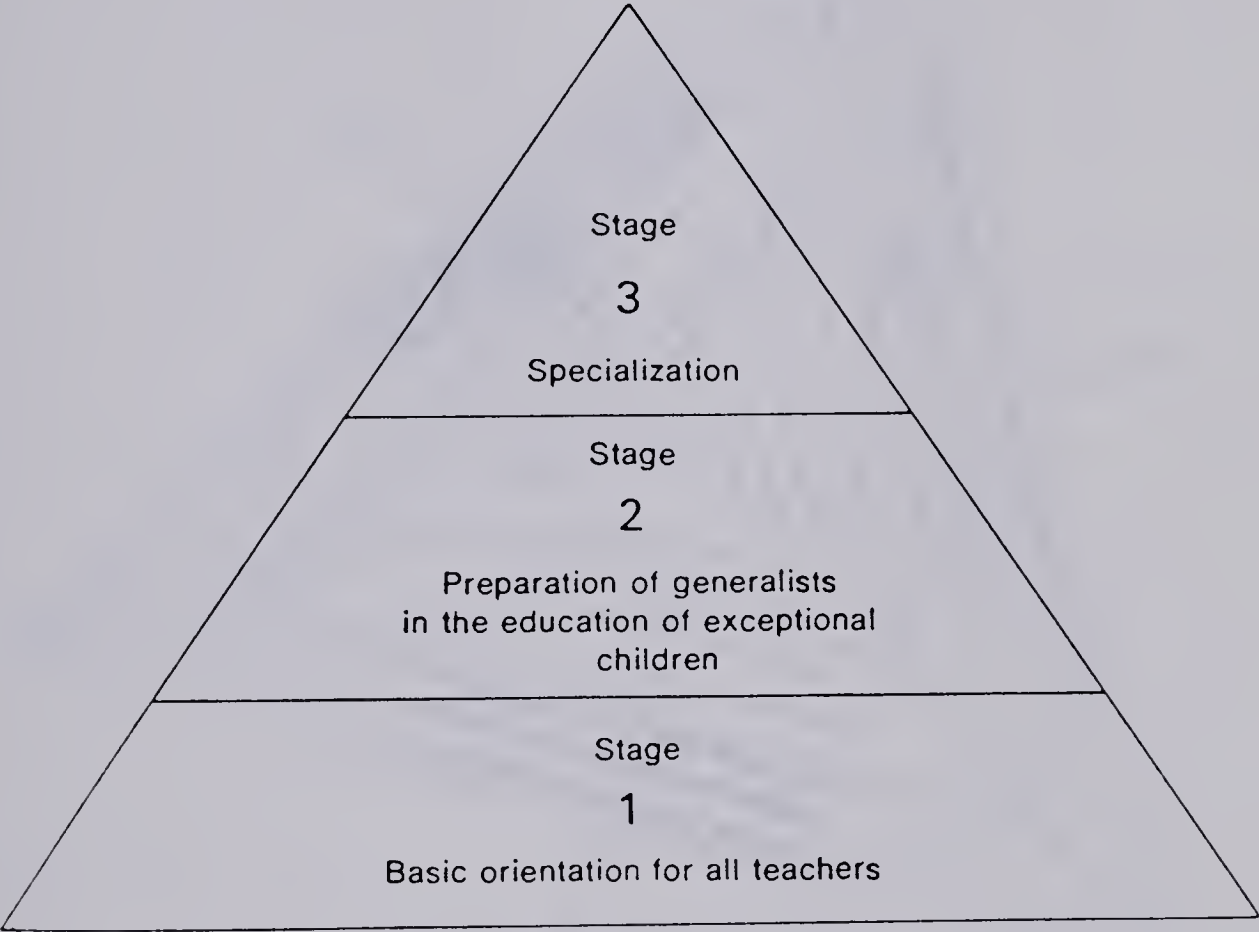 Stage
3
Specialization
Stage
2
Preparation of generalists
in the education of exceptional
children
Stage
1
Basic orientation for all teachers